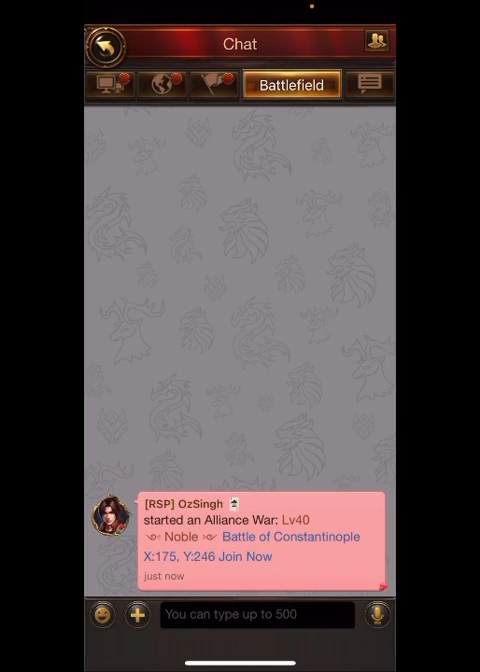 Chat
Battlefield
[RSP] OzSingh
started an Alliance War: Lv40
Noble Battle of Constantinople
X:175, Y:246 Join Now
just now
You can type up to 500